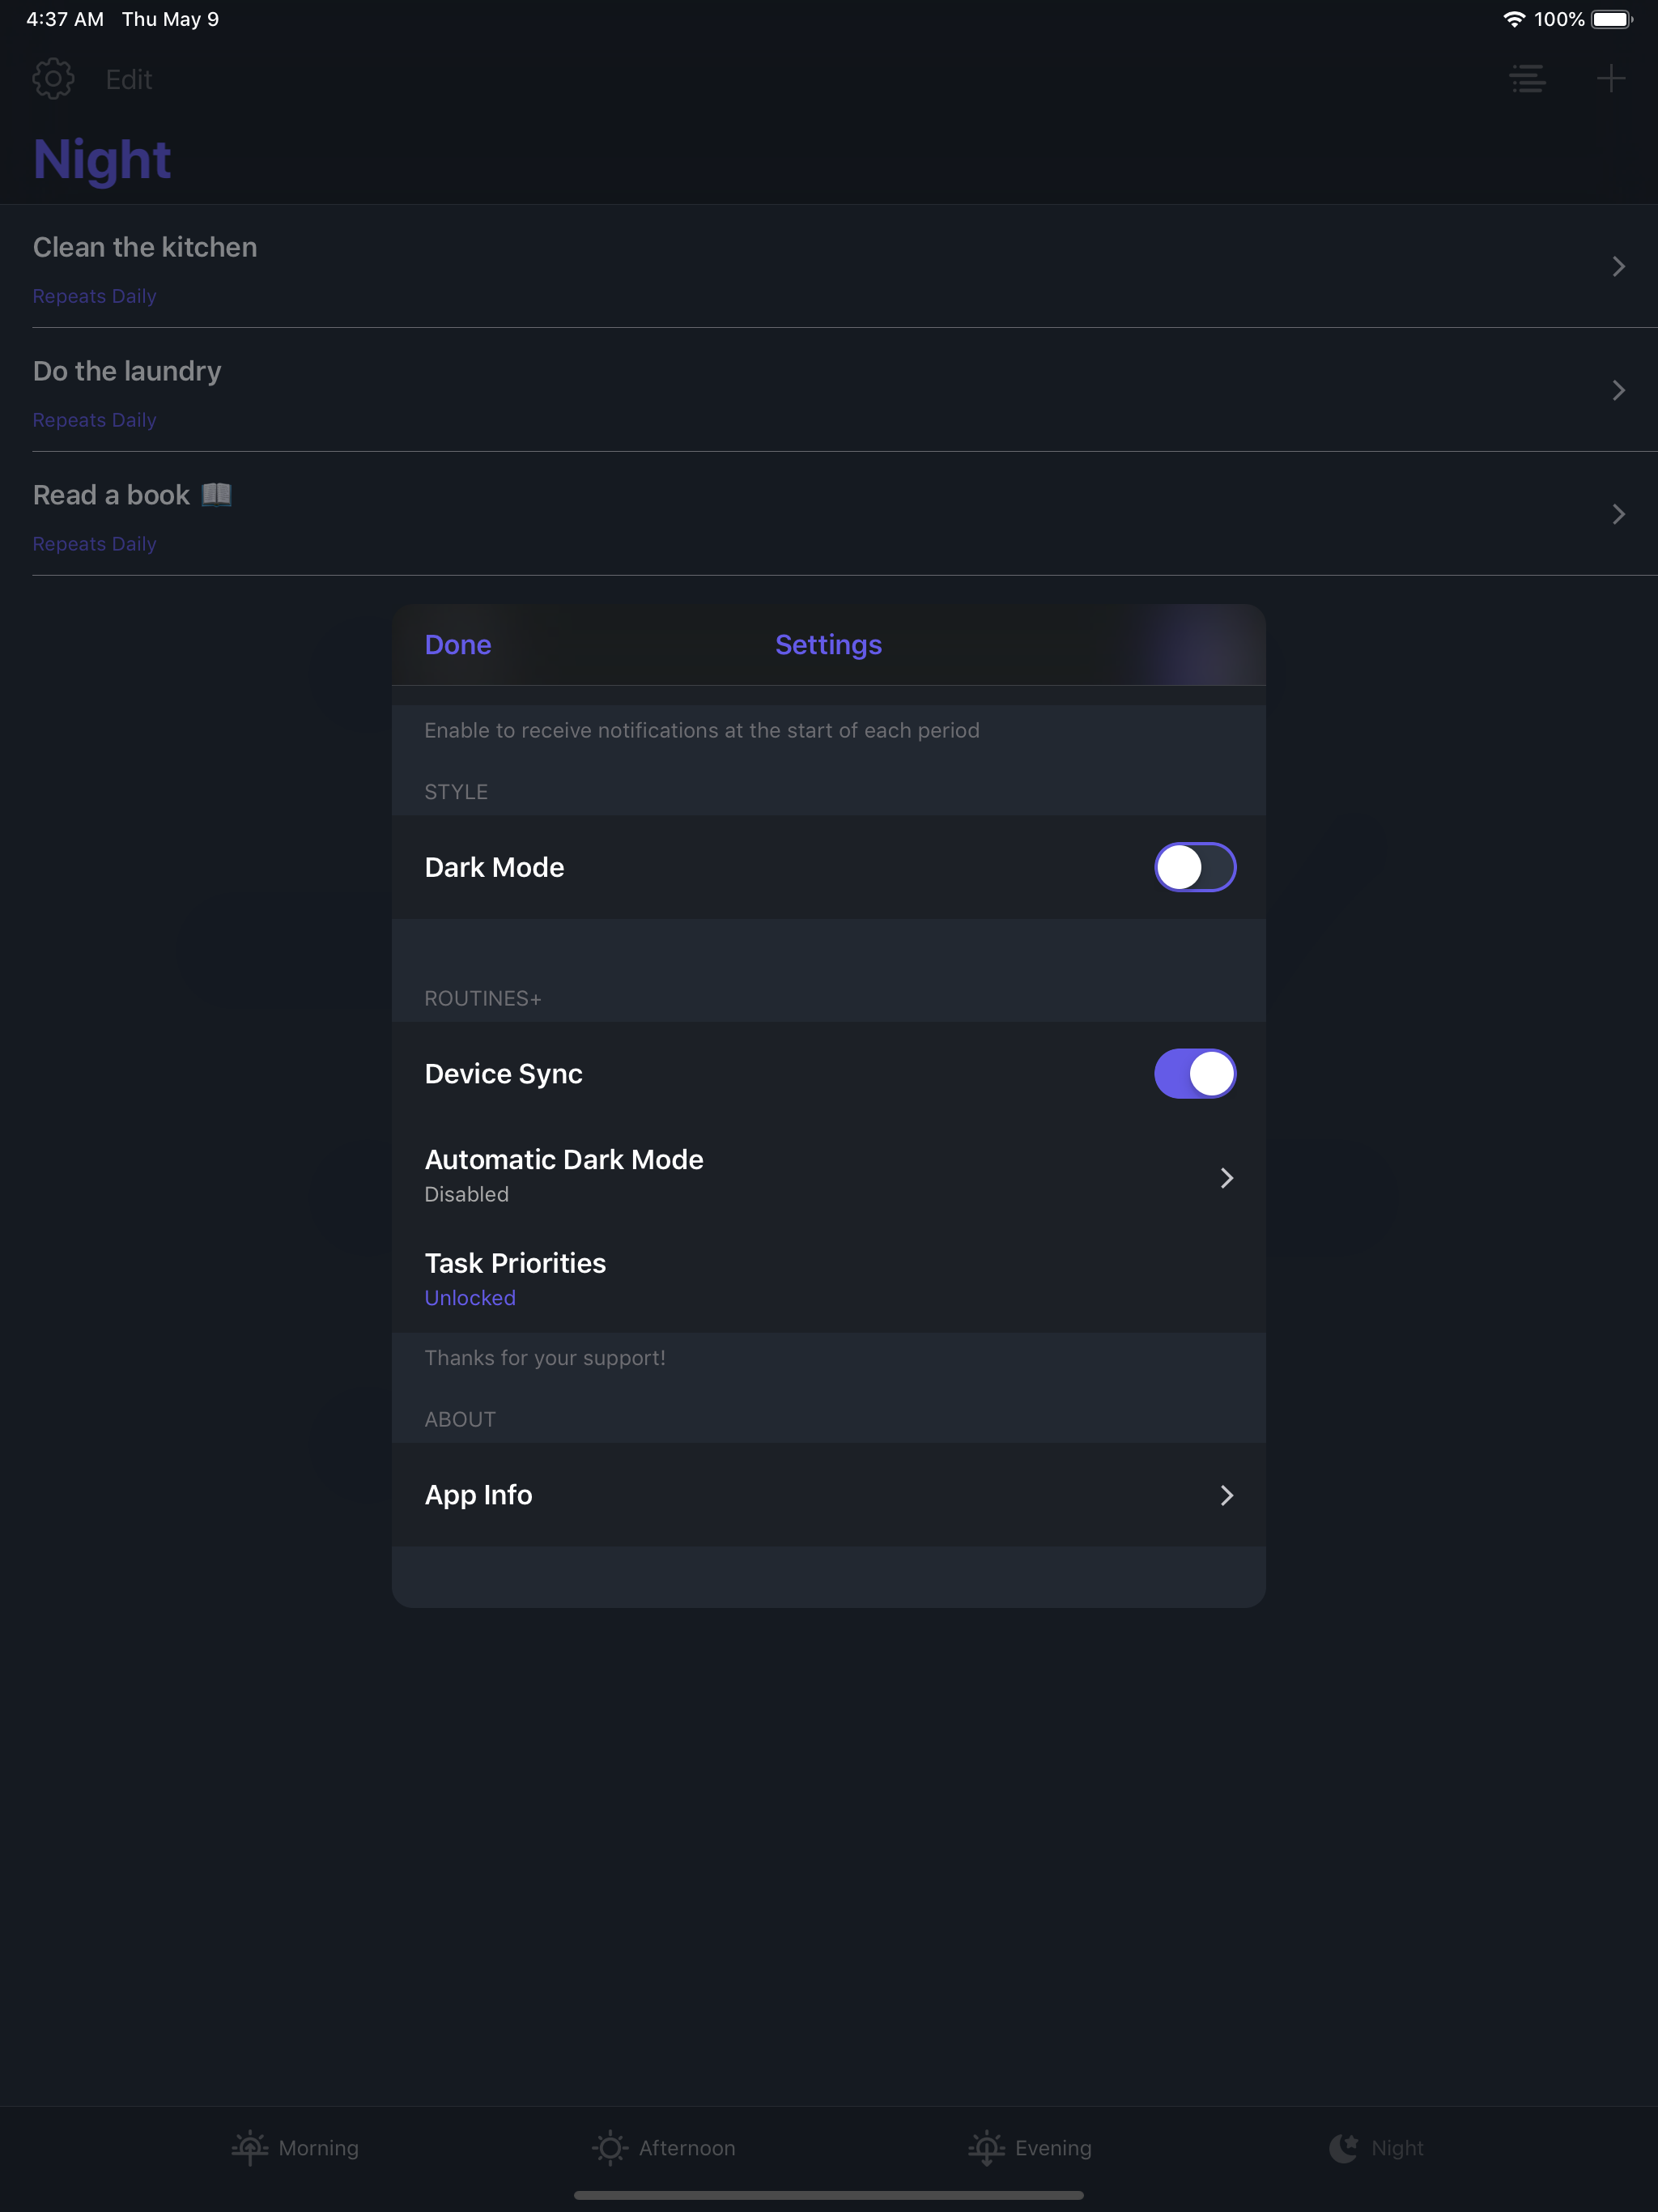 4:37 AM Thu May 9 100%
Edit
Night
Clean the kitchen
Repeats Daily
Do the laundry
Repeats Daily
Read a book 📖
Repeats Daily
Done Settings
Enable to receive notifications at the start of each period
STYLE
Dark Mode
ROUTINES+
Device Sync
Automatic Dark Mode
Disabled
Task Priorities
Unlocked
Thanks for your support!
ABOUT
App Info
Morning Afternoon Evening Night